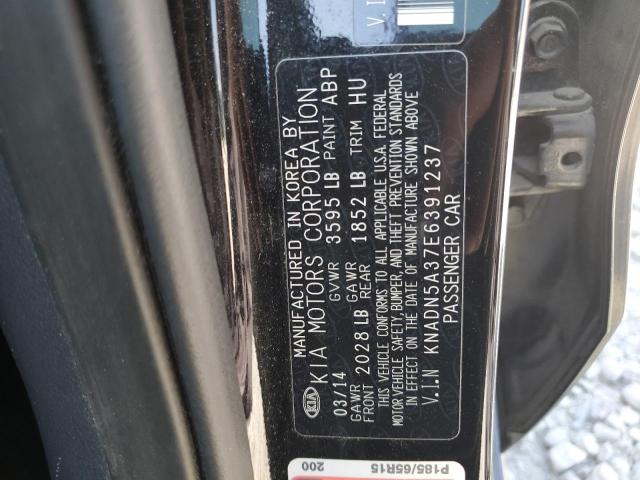 V.I.
MANUFACTURED IN KOREA BY
KIA MOTORS CORPORATION
KIA
03/14 GVWR 3595 LB PAINT ABP
GAWR FRONT 2028 LB GAWR REAR 1852 LB TRIM HU
THIS VEHICLE CONFORMS TO ALL APPLICABLE U.S.A. FEDERAL
MOTOR VEHICLE SAFETY, BUMPER, AND THEFT PREVENTION STANDARDS
IN EFFECT ON THE DATE OF MANUFACTURE SHOWN ABOVE
V.I.N KNADN5A37E6391237
PASSENGER CAR
P185/65R15
200